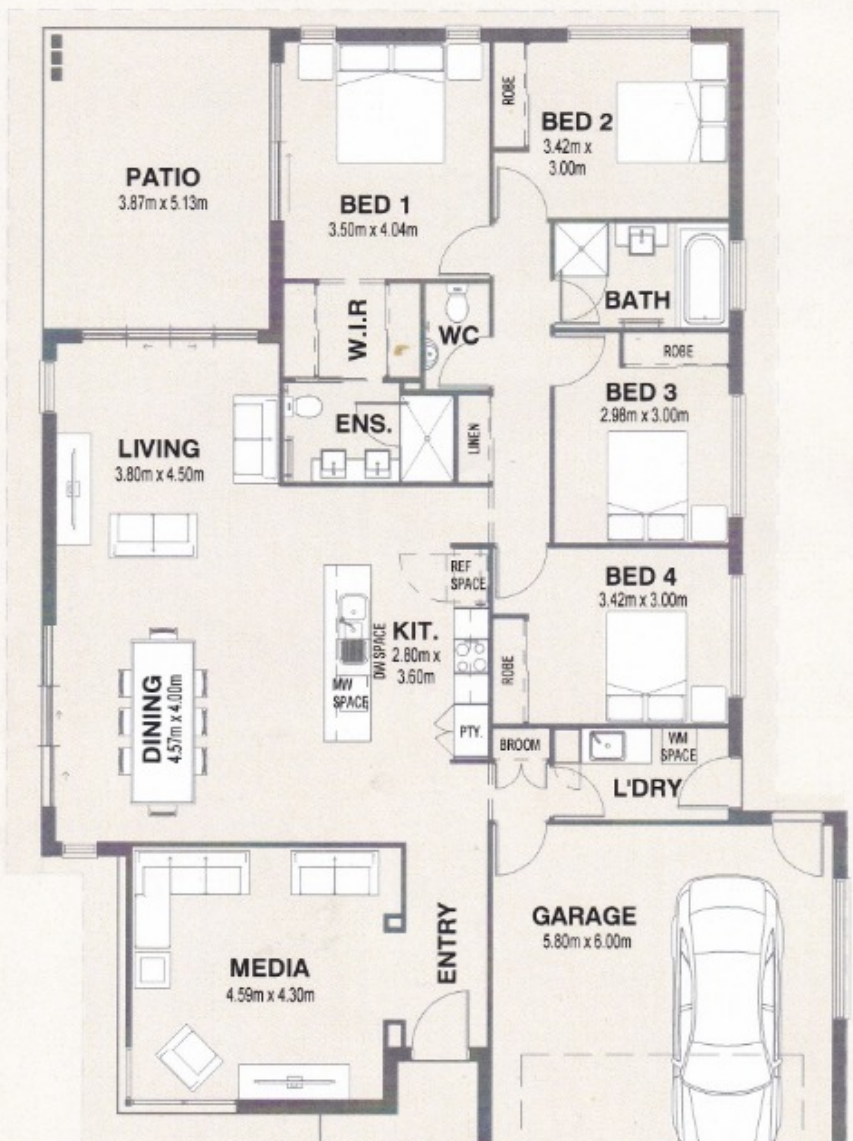 PATIO
3.87m x 5.13m
BED 1
3.50m x 4.04m
ROBE
BED 2
3.42m x
3.00m
BATH
W.I.R
WC
ROBE
BED 3
2.98m x 3.00m
ENS.
LINEN
LIVING
3.80m x 4.50m
REF
SPACE
BED 4
3.42m x 3.00m
KIT.
2.80m x
3.60m
DW SPACE
MW
SPACE
ROBE
DINING
4.57m x 4.00m
PTY.
BROOM
WM
SPACE
L'DRY
GARAGE
5.80m x 6.00m
ENTRY
MEDIA
4.59m x 4.30m